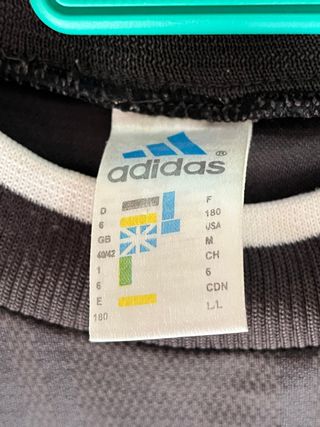 adidas®
D F
6 180
GB USA
40/42 M
I CH
6 6
E CDN
180 L/L